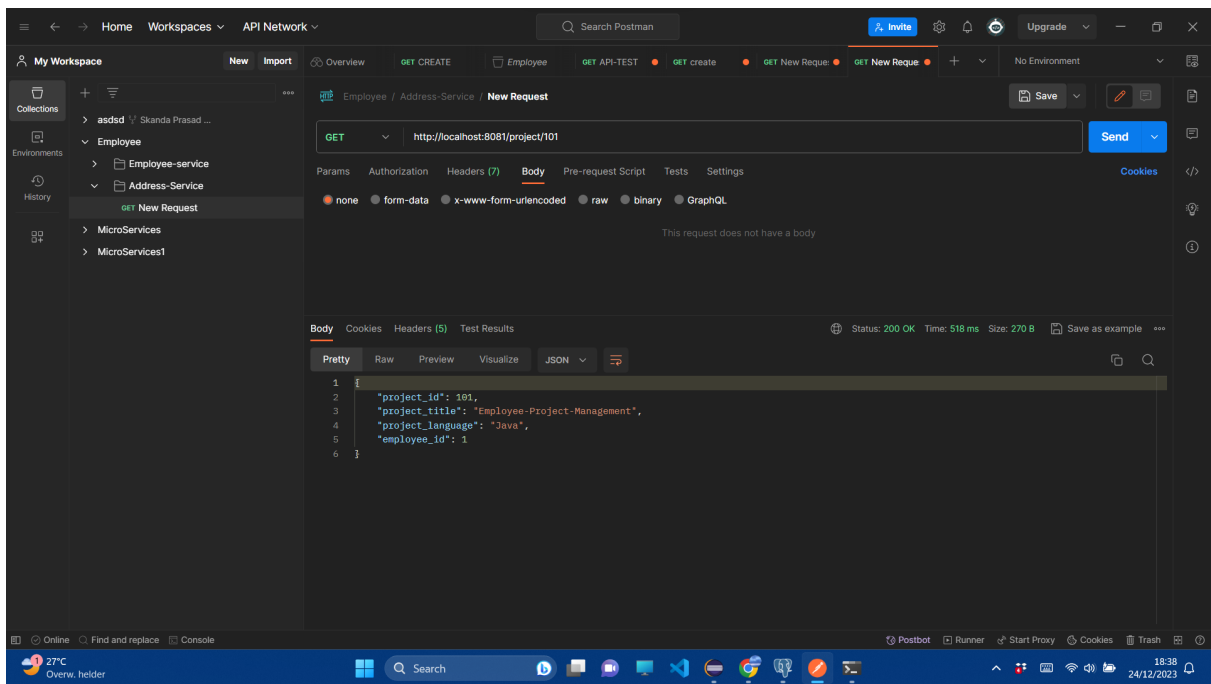 Home Workspaces API Network Search Postman Invite Upgrade
My Workspace New Import Overview GET CREATE Employee GET API-TEST GET create GET New Reque: GET New Reque: No Environment
Collections
Environments
History
asdsd Skanda Prasad ...
Employee
Employee-service
Address-Service
GET New Request
MicroServices
MicroServices1
HTTP Employee / Address-Service / New Request Save
GET http://localhost:8081/project/101 Send
Params Authorization Headers (7) Body Pre-request Script Tests Settings Cookies
none form-data x-www-form-urlencoded raw binary GraphQL
This request does not have a body
Body Cookies Headers (5) Test Results Status: 200 OK Time: 518 ms Size: 270 B Save as example
Pretty Raw Preview Visualize JSON
1 {
2 "project_id": 101,
3 "project_title": "Employee-Project-Management",
4 "project_language": "Java",
5 "employee_id": 1
6 }
Online Find and replace Console Postbot Runner Start Proxy Cookies Trash
1 27°C
Overw. helder
Search
18:38
24/12/2023